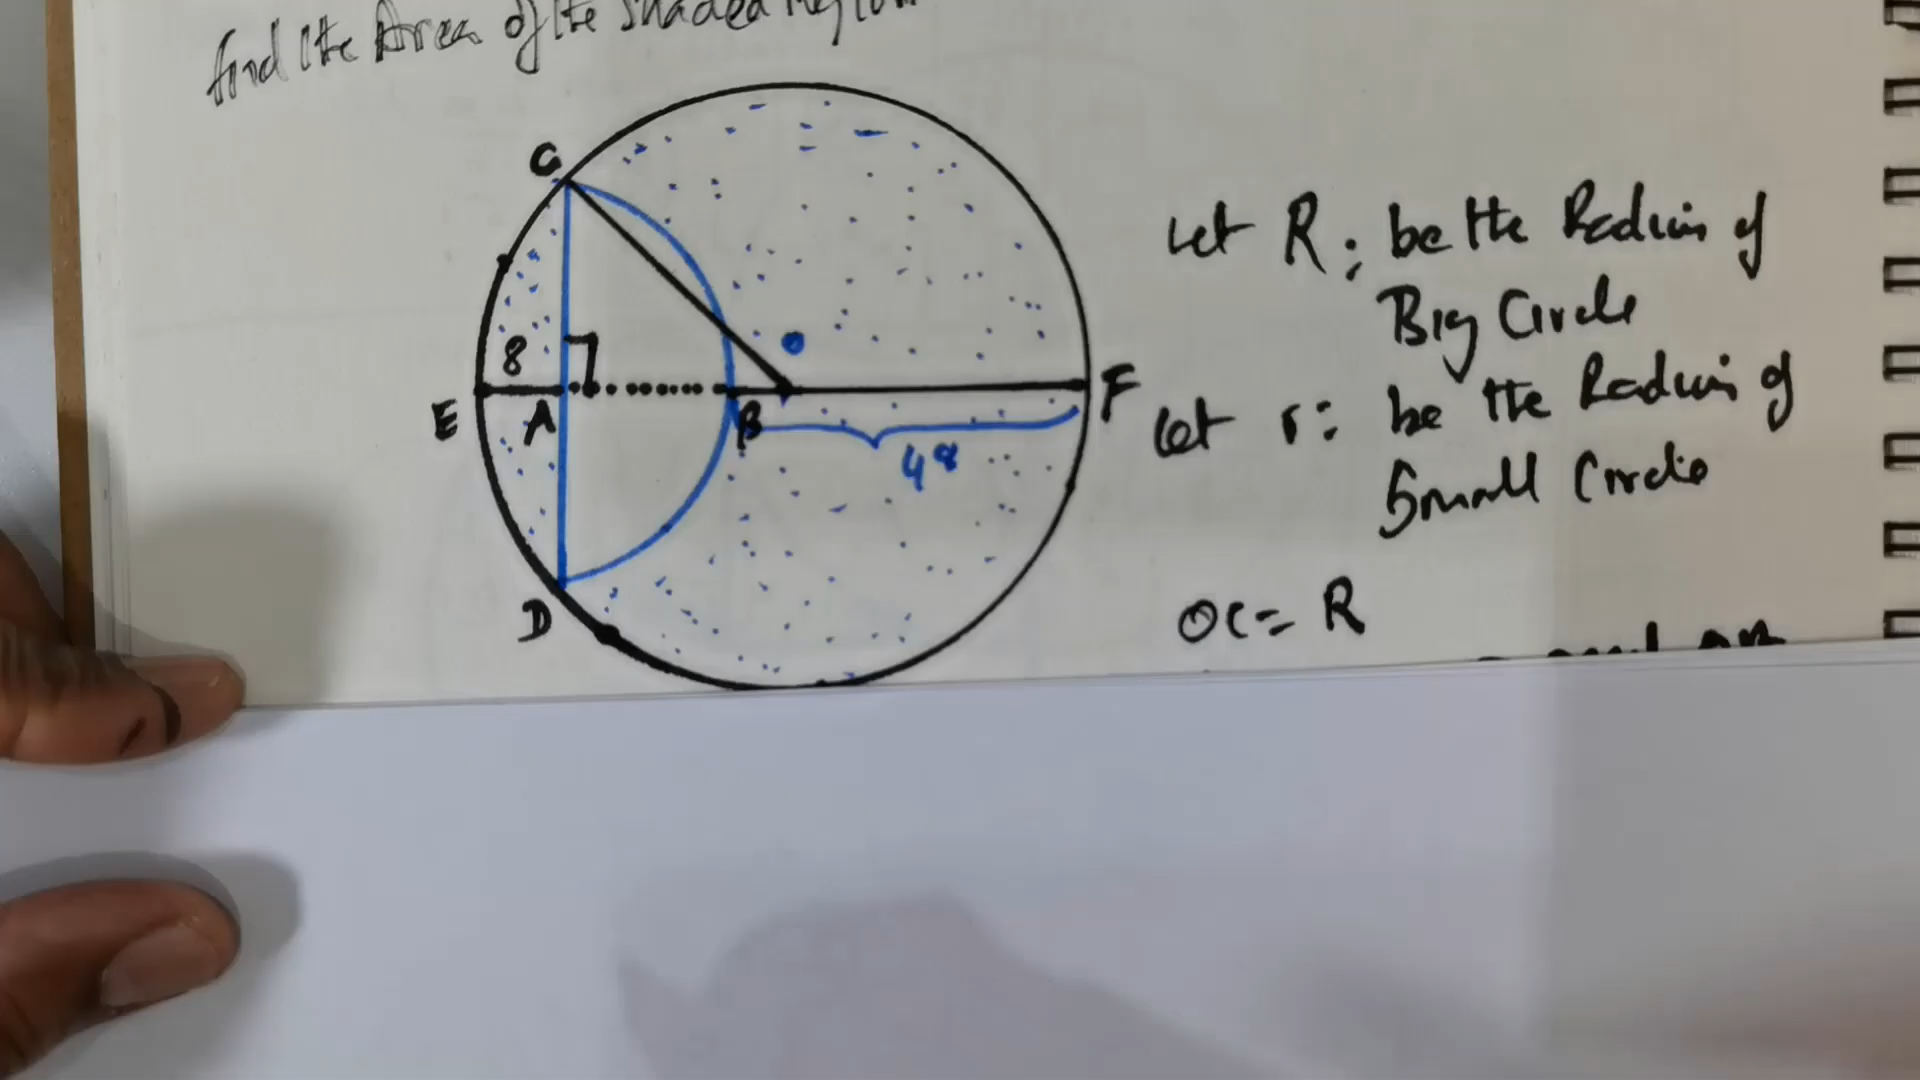 find the Area of the shaded region
C
8
E
A
B
O
F
48
D
Let R: be the Radius of
Big Circle
Let r: be the Radius of
Small Circle
OC = R